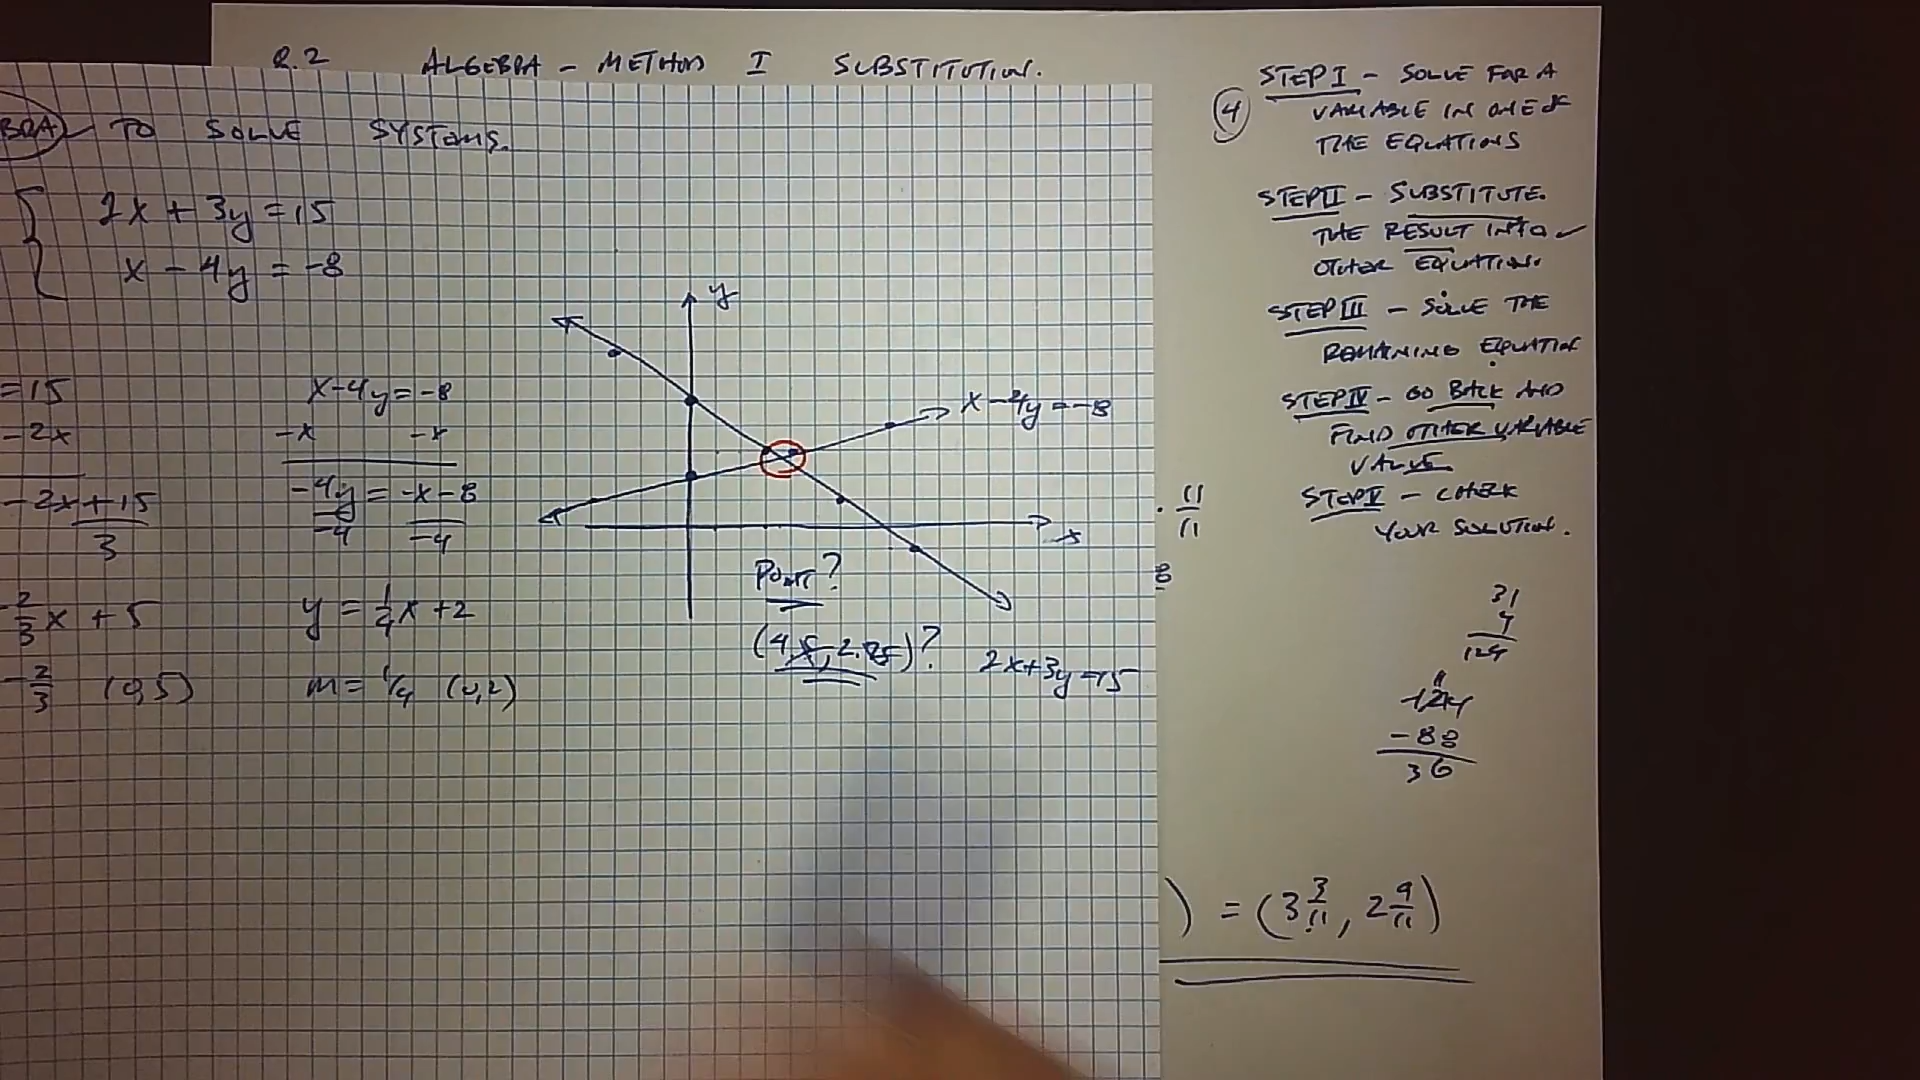 R.2 ALGEBRA - METHOD I SUBSTITUTION.
BRA TO SOLVE SYSTEMS.
2x + 3y = 15
x - 4y = -8
= 15
- 2x
- 2x + 15
3
- 2/3 x + 5
- 2/3 (0,5)
x - 4y = -8
-x -x
-4y = -x - 8
-4 -4
y = 1/4 x + 2
m = 1/4 (0,2)
y
x - 4y = -8
x
POINT?
2x + 3y = 15
4
STEP I - SOLVE FOR A
VARIABLE IN ONE OF
THE EQUATIONS
STEP II - SUBSTITUTE.
THE RESULT INTO
OTHER EQUATION.
STEP III - SOLVE THE
REMAINING EQUATION
STEP IV - GO BACK AND
FIND OTHER VARIABLE
VALUE.
STEP V - CHECK
YOUR SOLUTION.
. 11/11
8
31
4
124
124
- 88
36
) = (3 3/11, 2 9/11)